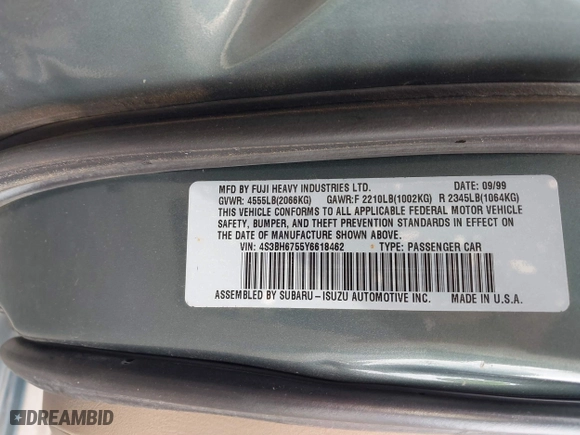 MFD BY FUJI HEAVY INDUSTRIES LTD. DATE: 09/99
GVWR: 4555LB(2066KG) GAWR:F 2210LB(1002KG) R 2345LB(1064KG)
THIS VEHICLE CONFORMS TO ALL APPLICABLE FEDERAL MOTOR VEHICLE
SAFETY, BUMPER, AND THEFT PREVENTION STANDARDS IN EFFECT ON
THE DATE OF MANUFACTURE SHOWN ABOVE.
VIN: 4S3BH6755Y6618462 TYPE: PASSENGER CAR
ASSEMBLED BY SUBARU-ISUZU AUTOMOTIVE INC. MADE IN U.S.A.
DREAMBID